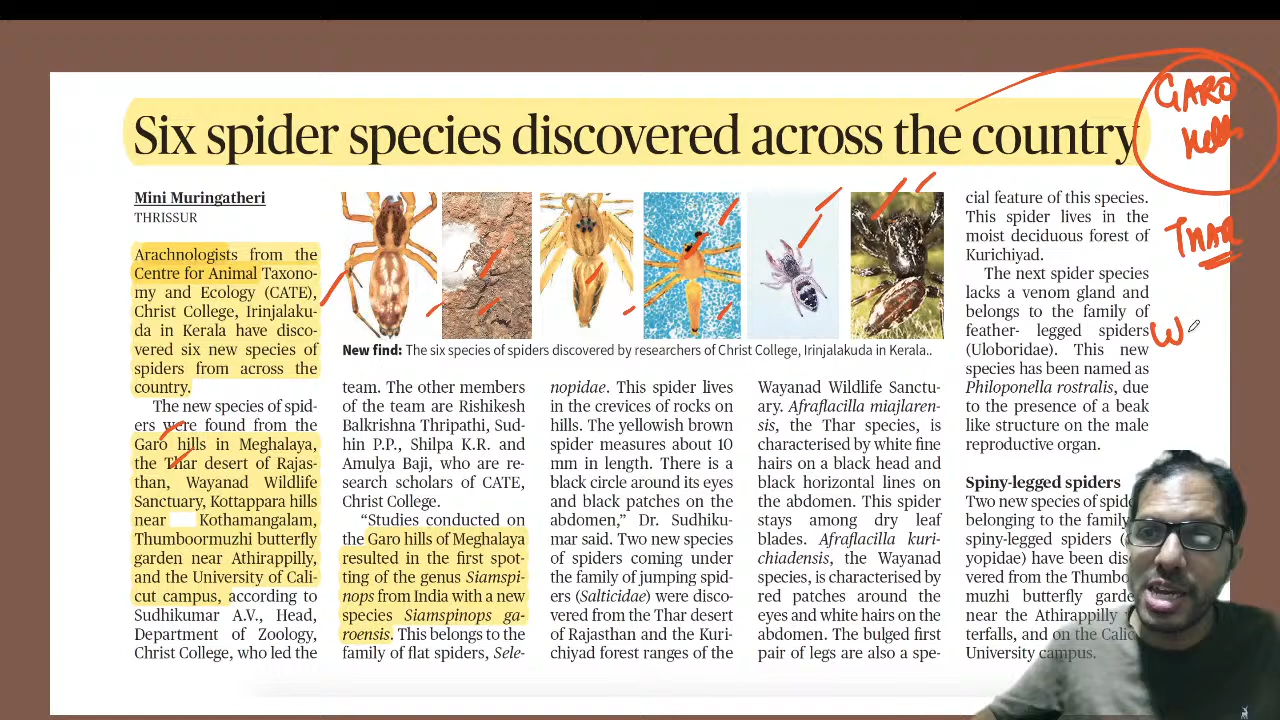 Six spider species discovered across the country
GARO
Hills
THAR
W
Mini Muringatheri
THRISSUR
Arachnologists from the
Centre for Animal Taxono-
my and Ecology (CATE),
Christ College, Irinjalaku-
da in Kerala have disco-
vered six new species of
spiders from across the
country.
The new species of spid-
ers were found from the
Garo hills in Meghalaya,
the Thar desert of Rajas-
than, Wayanad Wildlife
Sanctuary, Kottappara hills
near Kothamangalam,
Thumboormuzhi butterfly
garden near Athirappilly,
and the University of Cali-
cut campus, according to
Sudhikumar A.V., Head,
Department of Zoology,
Christ College, who led the
New find: The six species of spiders discovered by researchers of Christ College, Irinjalakuda in Kerala..
team. The other members
of the team are Rishikesh
Balkrishna Thripathi, Sud-
hin P.P., Shilpa K.R. and
Amulya Baji, who are re-
search scholars of CATE,
Christ College.
“Studies conducted on
the Garo hills of Meghalaya
resulted in the first spot-
ting of the genus Siamspi-
nops from India with a new
species Siamspinops ga-
roensis. This belongs to the
family of flat spiders, Sele-
nopidae. This spider lives
in the crevices of rocks on
hills. The yellowish brown
spider measures about 10
mm in length. There is a
black circle around its eyes
and black patches on the
abdomen,” Dr. Sudhiku-
mar said. Two new species
of spiders coming under
the family of jumping spid-
ers (Salticidae) were disco-
vered from the Thar desert
of Rajasthan and the Kuri-
chiyad forest ranges of the
Wayanad Wildlife Sanctu-
ary. Afraflacilla miajlaren-
sis, the Thar species, is
characterised by white fine
hairs on a black head and
black horizontal lines on
the abdomen. This spider
stays among dry leaf
blades. Afraflacilla kuri-
chiadensis, the Wayanad
species, is characterised by
red patches around the
eyes and white hairs on the
abdomen. The bulged first
pair of legs are also a spe-
cial feature of this species.
This spider lives in the
moist deciduous forest of
Kurichiyad.
The next spider species
lacks a venom gland and
belongs to the family of
feather- legged spiders
(Uloboridae). This new
species has been named as
Philoponella rostralis, due
to the presence of a beak
like structure on the male
reproductive organ.
Spiny-legged spiders
Two new species of spid
belonging to the family
spiny-legged spiders (
yopidae) have been dis
vered from the Thumbo
muzhi butterfly garde
near the Athirappilly
terfalls, and on the Calic
University campus.